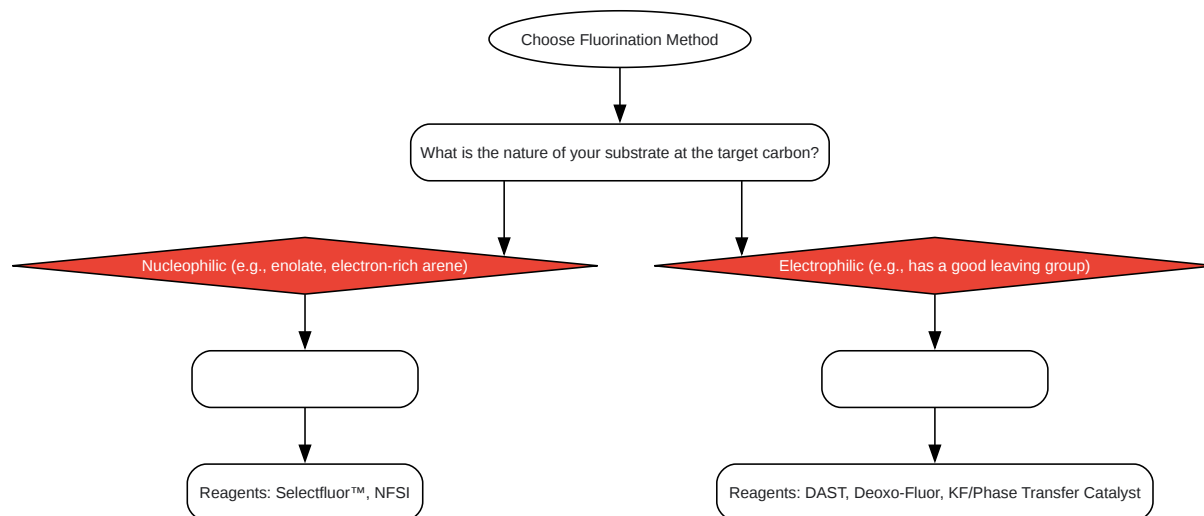 Choose Fluorination Method
What is the nature of your substrate at the target carbon?
Nucleophilic (e.g., enolate, electron-rich arene)
Electrophilic (e.g., has a good leaving group)
Reagents: Selectfluor™, NFSI
Reagents: DAST, Deoxo-Fluor, KF/Phase Transfer Catalyst